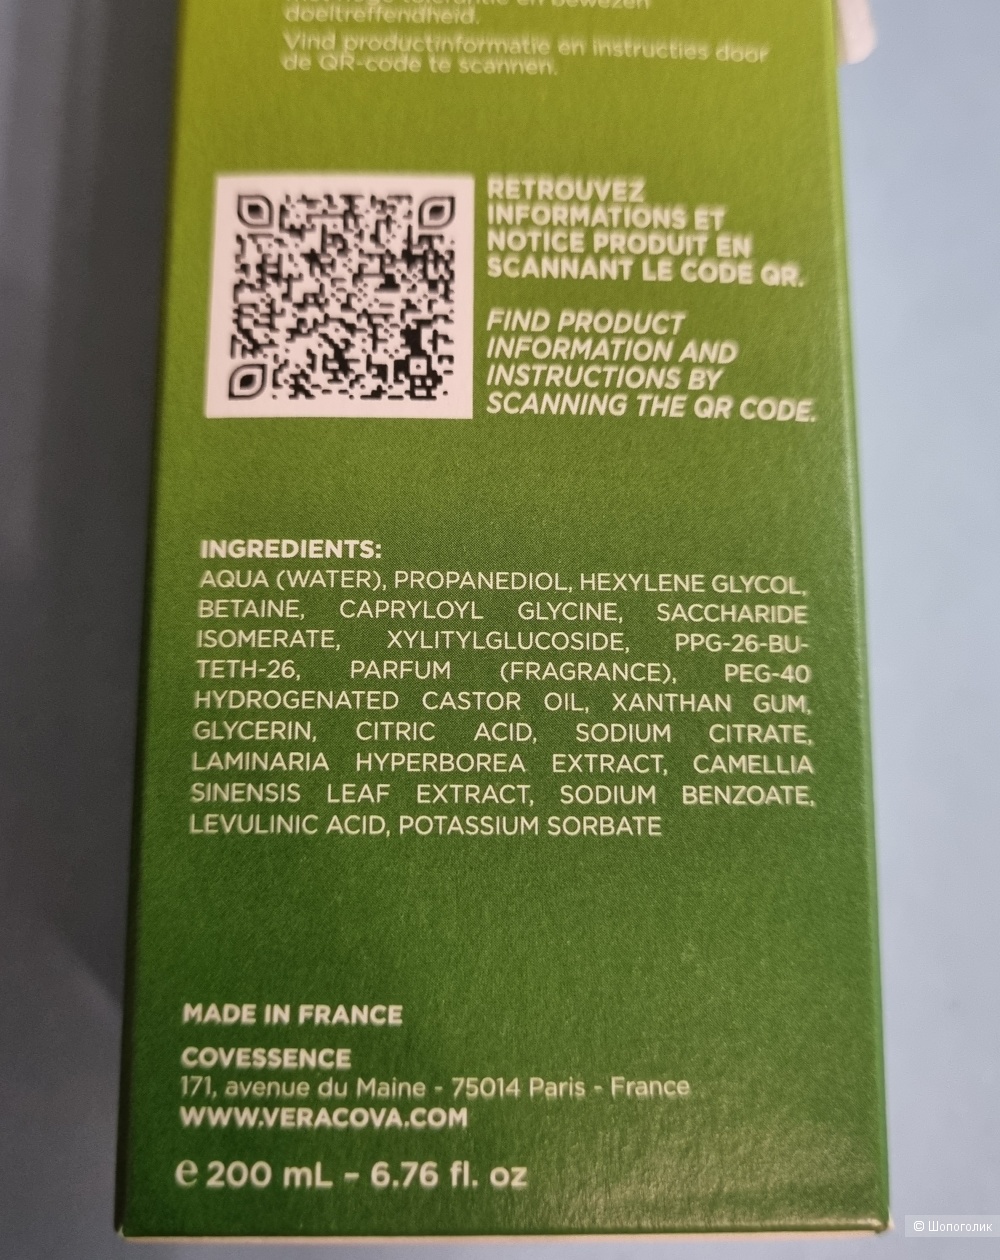 doeltreffendheid.
Vind productinformatie en instructies door
de QR-code te scannen.
RETROUVEZ
INFORMATIONS ET
NOTICE PRODUIT EN
SCANNANT LE CODE QR.
FIND PRODUCT
INFORMATION AND
INSTRUCTIONS BY
SCANNING THE QR CODE.
INGREDIENTS:
AQUA (WATER), PROPANEDIOL, HEXYLENE GLYCOL,
BETAINE, CAPRYLOYL GLYCINE, SACCHARIDE
ISOMERATE, XYLITYLGLUCOSIDE, PPG-26-BU-
TETH-26, PARFUM (FRAGRANCE), PEG-40
HYDROGENATED CASTOR OIL, XANTHAN GUM,
GLYCERIN, CITRIC ACID, SODIUM CITRATE,
LAMINARIA HYPERBOREA EXTRACT, CAMELLIA
SINENSIS LEAF EXTRACT, SODIUM BENZOATE,
LEVULINIC ACID, POTASSIUM SORBATE
MADE IN FRANCE
COVESSENCE
171, avenue du Maine - 75014 Paris - France
WWW.VERACOVA.COM
℮ 200 mL - 6.76 fl. oz
© Шопоголик